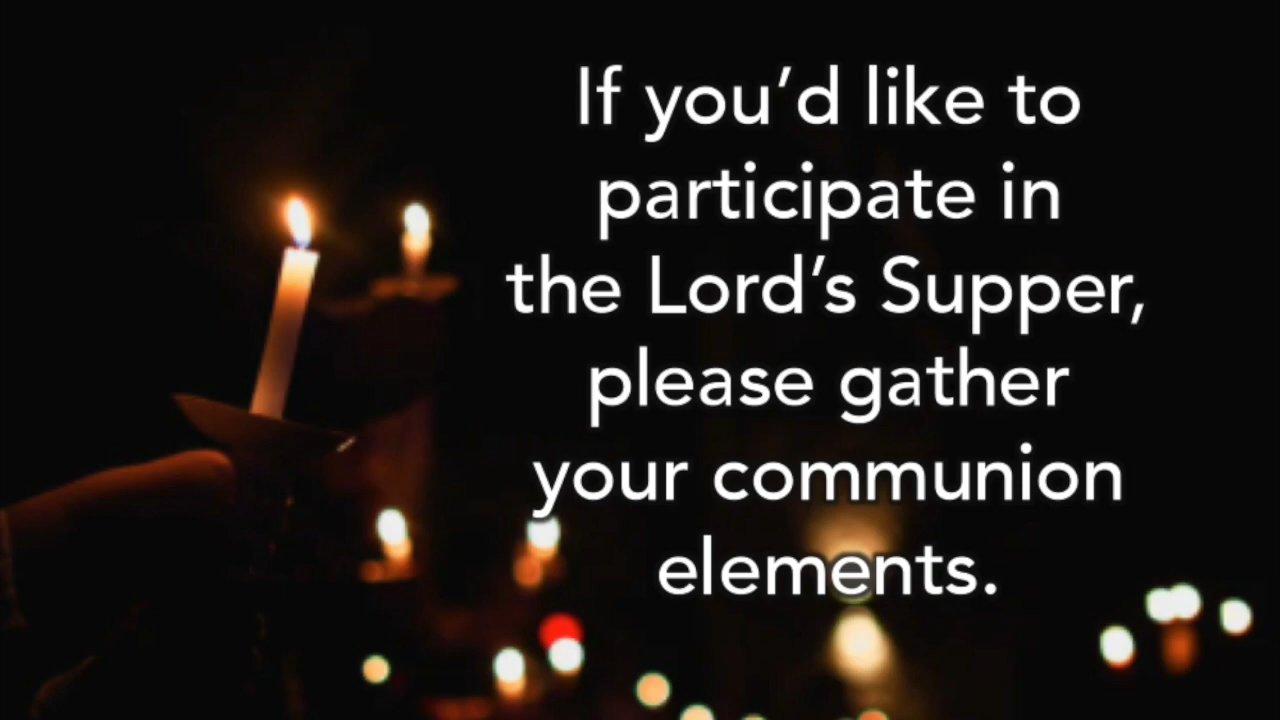 If you’d like to
participate in
the Lord’s Supper,
please gather
your communion
elements.